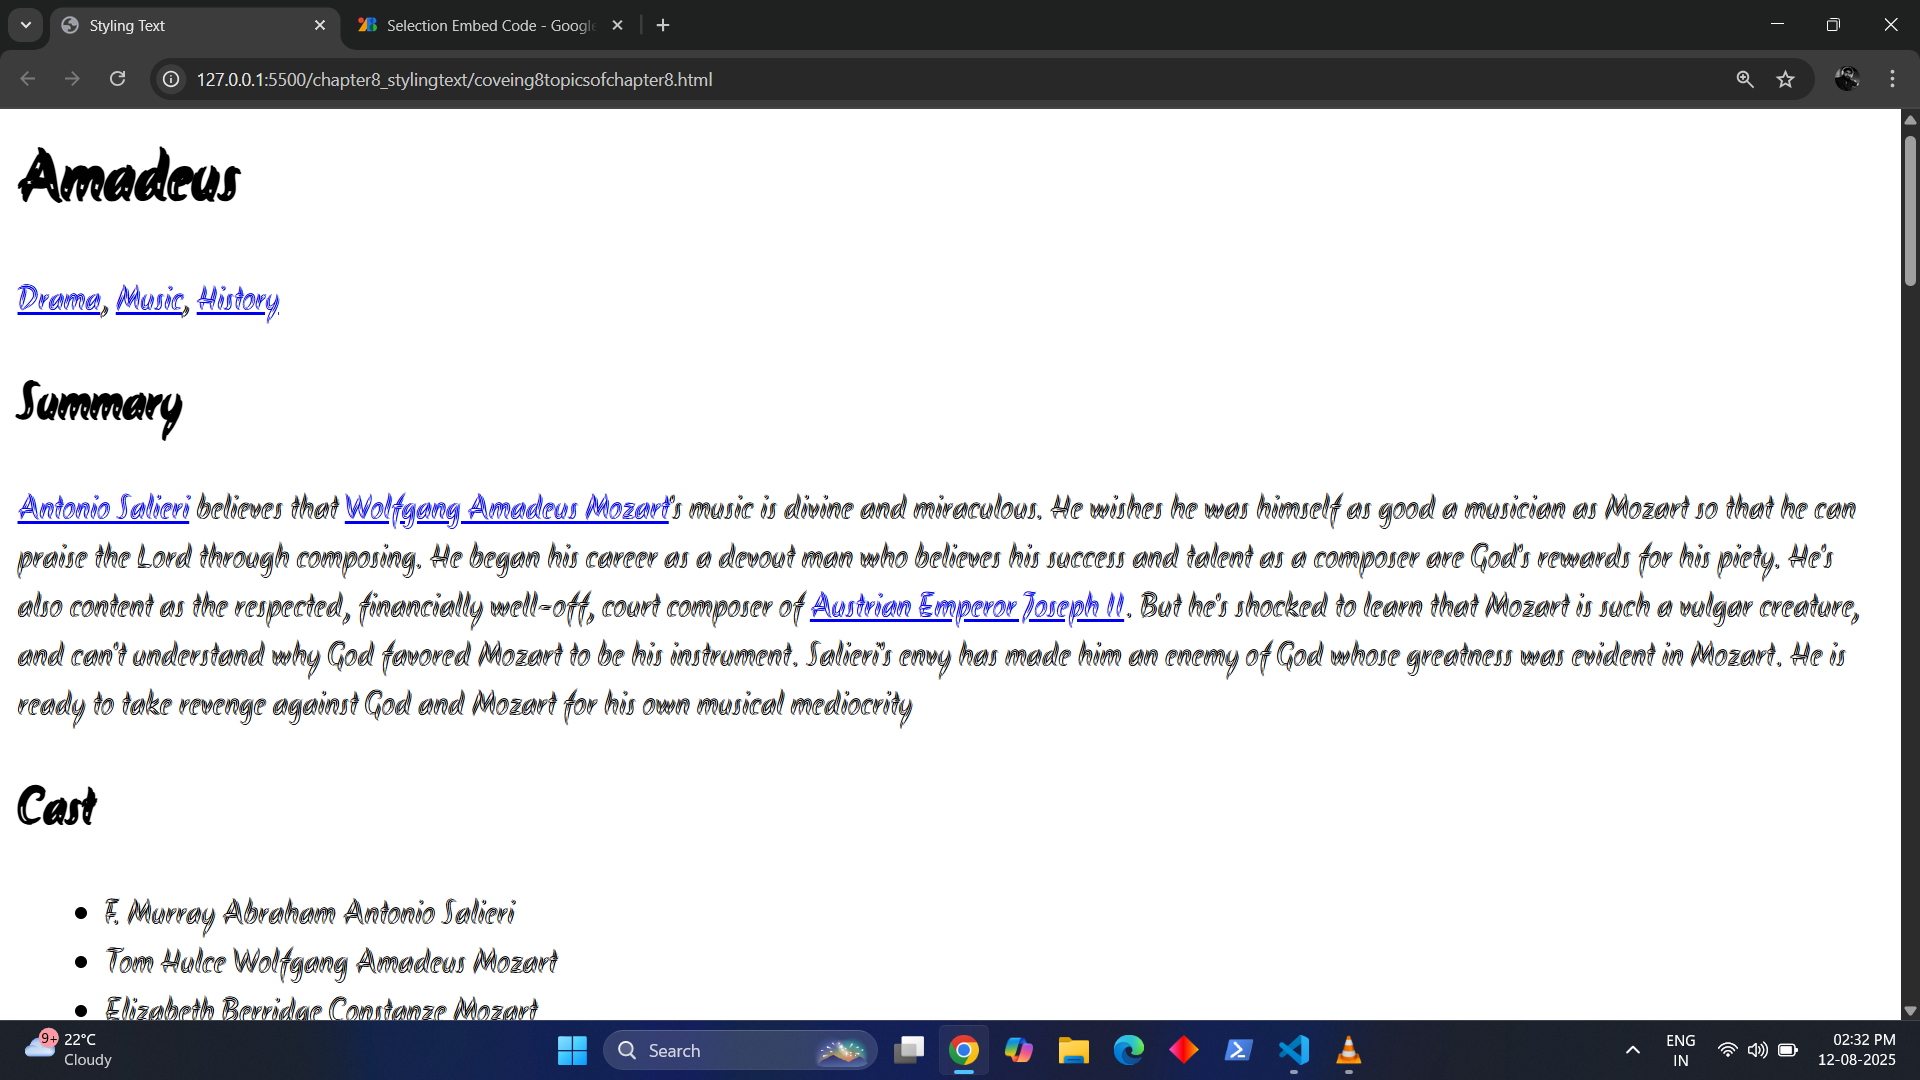 Styling Text
Selection Embed Code - Google
127.0.0.1:5500/chapter8_stylingtext/coveing8topicsofchapter8.html
Amadeus
Drama, Music, History
Summary
Antonio Salieri believes that Wolfgang Amadeus Mozart's music is divine and miraculous. He wishes he was himself as good a musician as Mozart so that he can
praise the Lord through composing. He began his career as a devout man who believes his success and talent as a composer are God's rewards for his piety. He's
also content as the respected, financially well-off, court composer of Austrian Emperor Joseph II. But he's shocked to learn that Mozart is such a vulgar creature,
and can't understand why God favored Mozart to be his instrument. Salieri's envy has made him an enemy of God whose greatness was evident in Mozart. He is
ready to take revenge against God and Mozart for his own musical mediocrity
Cast
F. Murray Abraham Antonio Salieri
Tom Hulce Wolfgang Amadeus Mozart
Elizabeth Berridge Constanze Mozart
9+
22°C
Cloudy
Search
ENG
IN
02:32 PM
12-08-2025